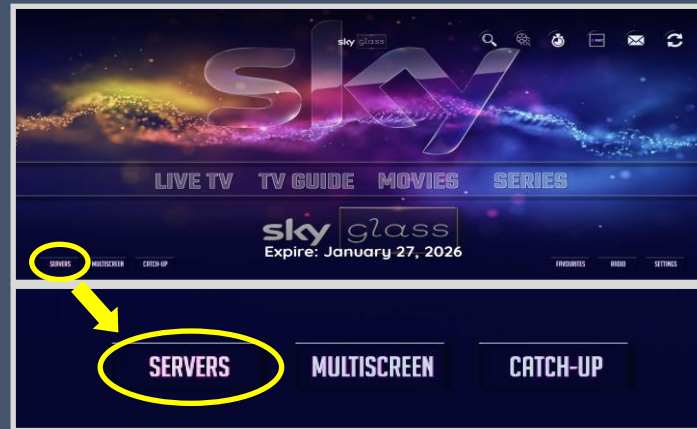 sky glass
sky
LIVE TV TV GUIDE MOVIES SERIES
sky glass
Expire: January 27, 2026
SERVERS MULTISCREEN CATCH-UP FAVOURITES RADIO SETTINGS
SERVERS MULTISCREEN CATCH-UP